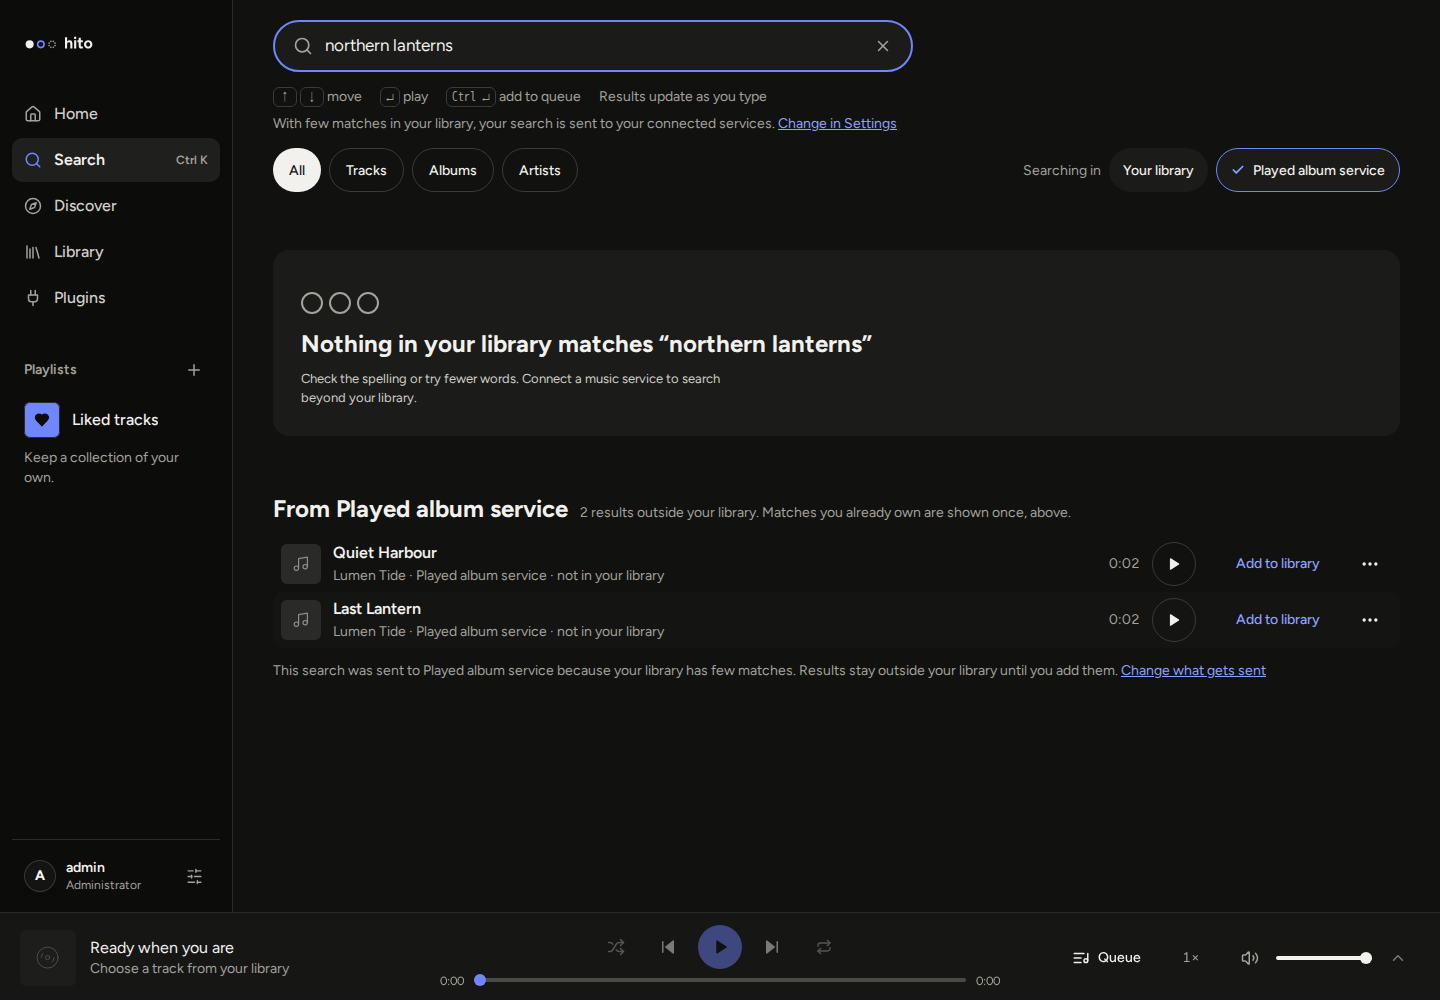 hito
Home
Search Ctrl K
Discover
Library
Plugins
Playlists
Liked tracks
Keep a collection of your
own.
A
admin
Administrator
northern lanterns
↑ ↓ move ↵ play Ctrl ↵ add to queue Results update as you type
With few matches in your library, your search is sent to your connected services. Change in Settings
All Tracks Albums Artists Searching in Your library Played album service
Nothing in your library matches “northern lanterns”
Check the spelling or try fewer words. Connect a music service to search
beyond your library.
From Played album service 2 results outside your library. Matches you already own are shown once, above.
Quiet Harbour
Lumen Tide · Played album service · not in your library
0:02 Add to library
Last Lantern
Lumen Tide · Played album service · not in your library
0:02 Add to library
This search was sent to Played album service because your library has few matches. Results stay outside your library until you add them. Change what gets sent
Ready when you are
Choose a track from your library
0:00 0:00
Queue 1×